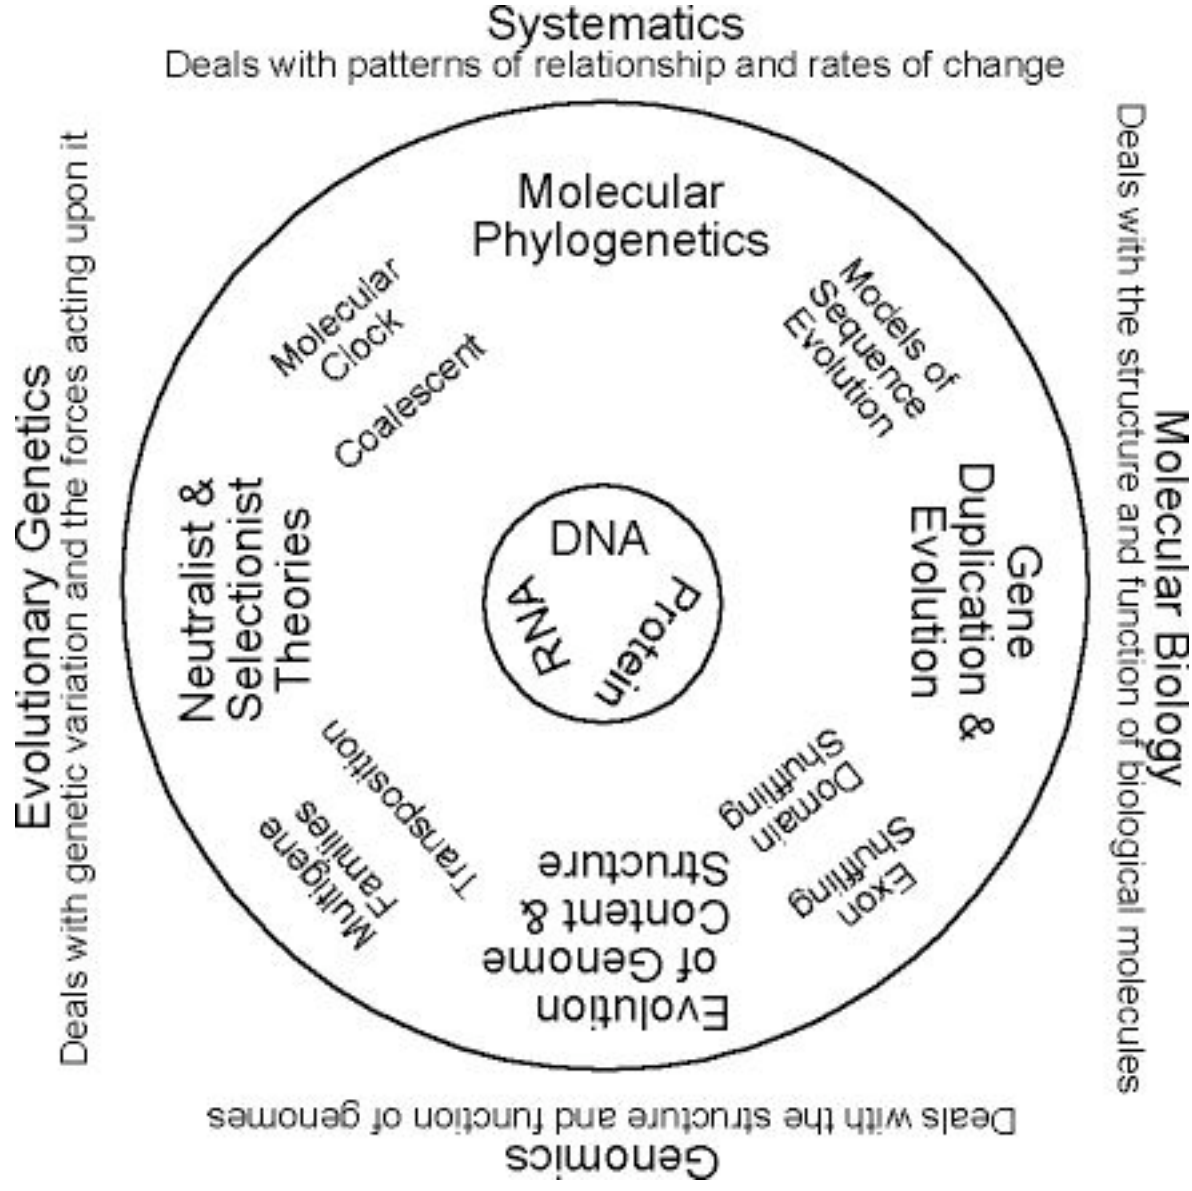 Systematics
Deals with patterns of relationship and rates of change
Molecular
Phylogenetics
Molecular
Clock
Coalescent
Models of
Sequence
Evolution
Evolutionary Genetics
Deals with genetic variation and the forces acting upon it
Neutralist &
Selectionist
Theories
DNA
RNA
Protein
Gene
Duplication &
Evolution
Deals with the structure and function of biological molecules
Molecular Biology
Transposition
Multigene
Families
Domain
Shuffling
Exon
Shuffling
Evolution
of Genome
Content &
Structure
Genomics
Deals with the structure and function of genomes